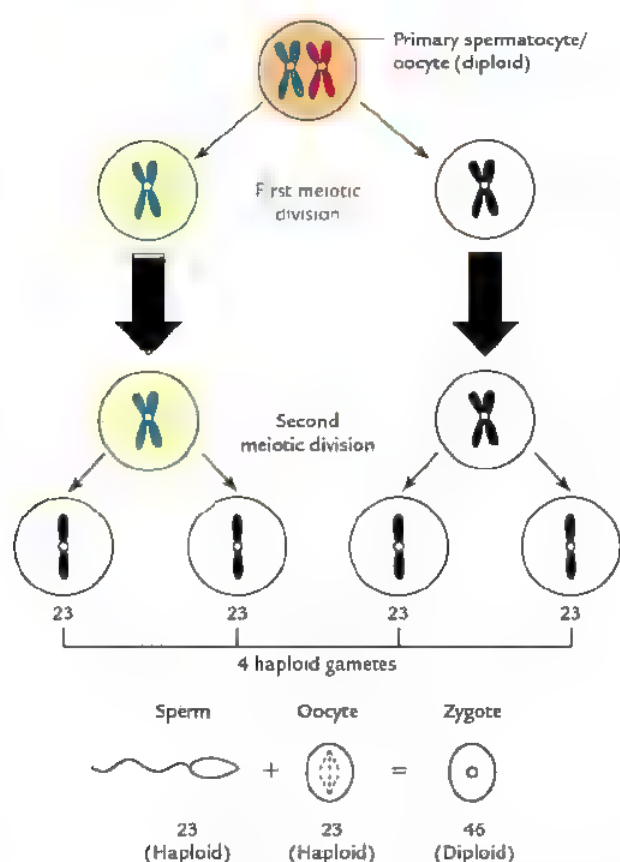 Primary spermatocyte/
oocyte (diploid)
F rst meiotic
division
Second
meiotic division
23 23 23 23
4 haploid gametes
Sperm Oocyte Zygote
+ =
23 23 46
(Haploid) (Haploid) (Diploid)